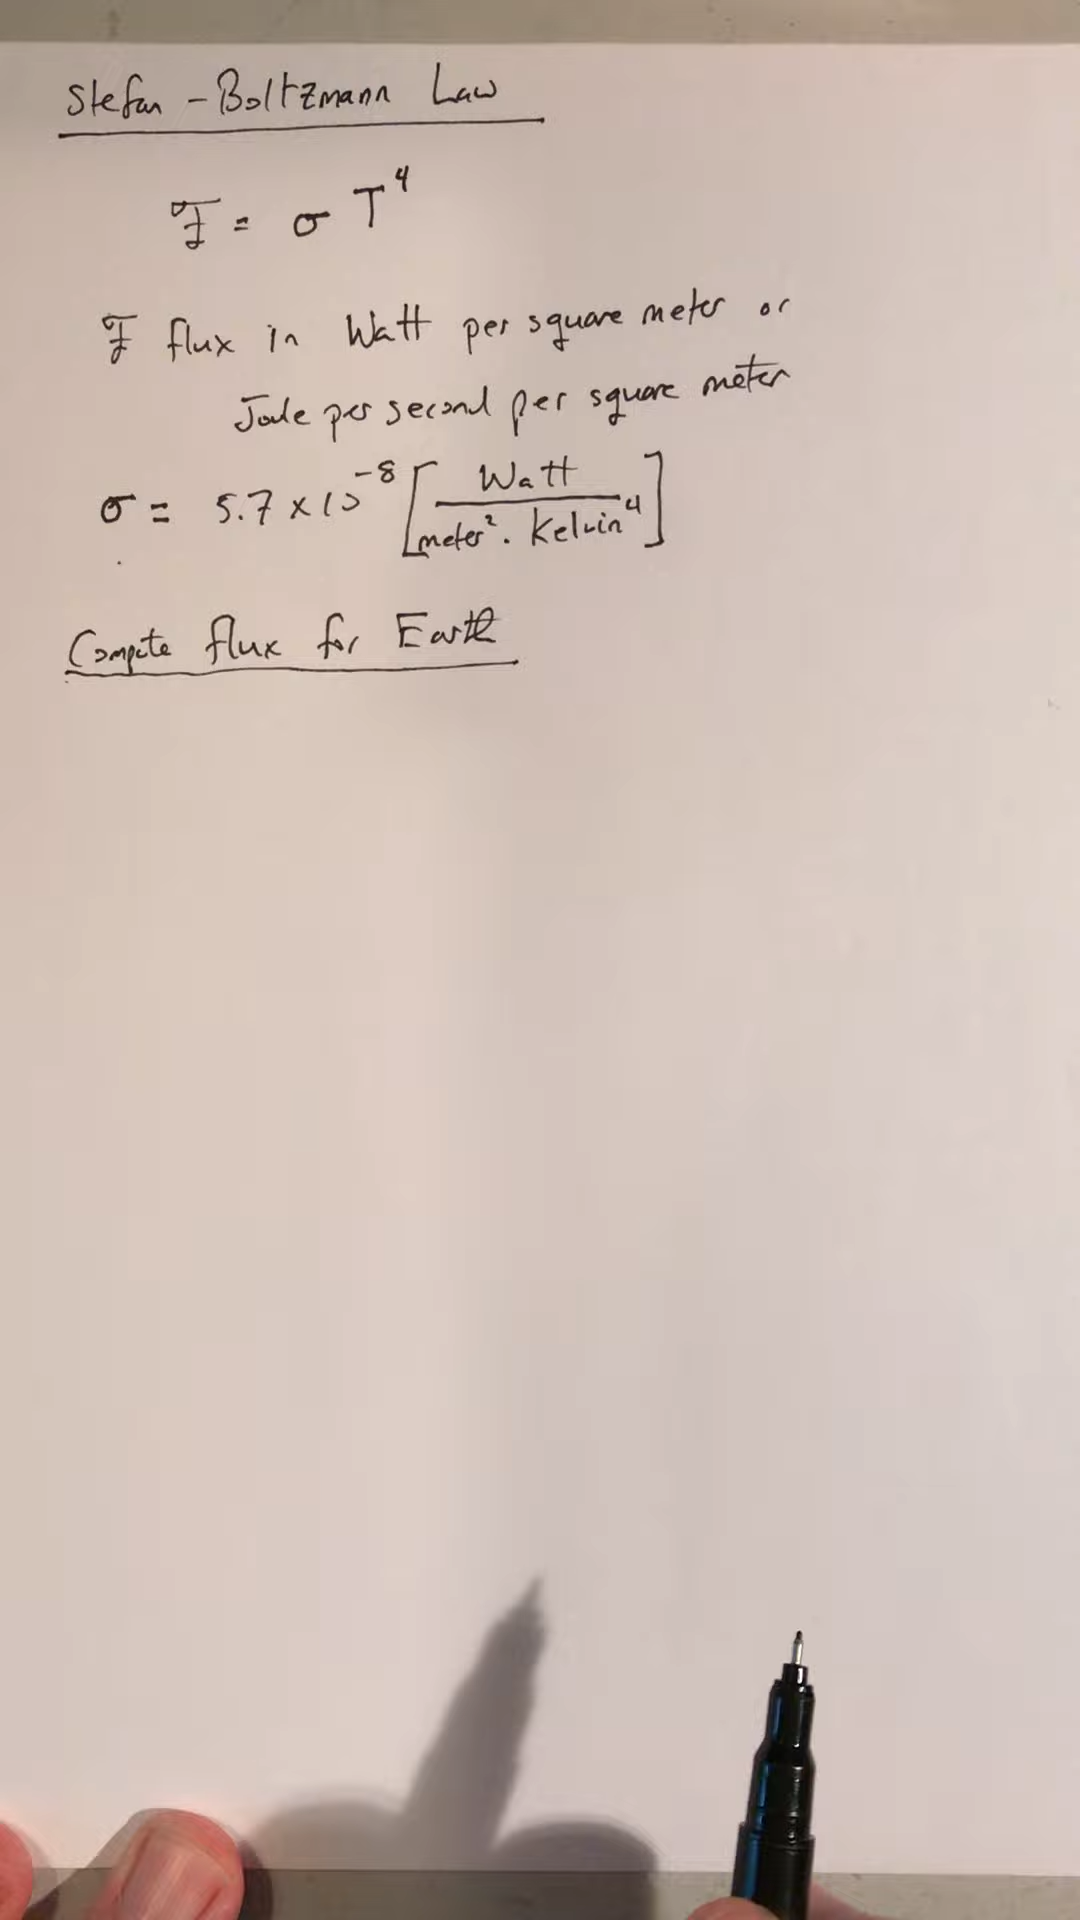 Stefan - Boltzmann Law
F = σ T⁴
F flux in Watt per square meter or
Joule per second per square meter
σ = 5.7 × 10⁻⁸ [Watt / meter² . Kelvin⁴]
Compute flux for Earth